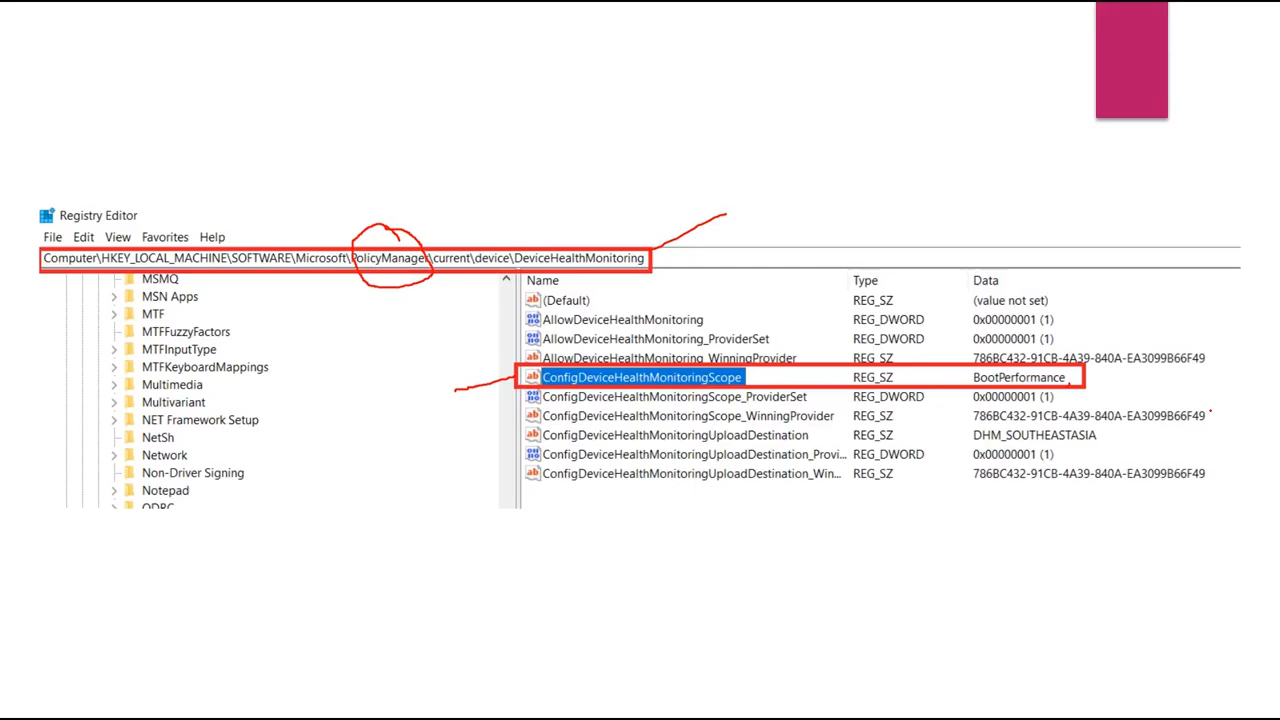 Registry Editor
File Edit View Favorites Help
Computer\HKEY_LOCAL_MACHINE\SOFTWARE\Microsoft\PolicyManager\current\device\DeviceHealthMonitoring
MSMQ
MSN Apps
MTF
MTFFuzzyFactors
MTFInputType
MTFKeyboardMappings
Multimedia
Multivariant
NET Framework Setup
NetSh
Network
Non-Driver Signing
Notepad
ODBC
Name Type Data
(Default) REG_SZ (value not set)
AllowDeviceHealthMonitoring REG_DWORD 0x00000001 (1)
AllowDeviceHealthMonitoring_ProviderSet REG_DWORD 0x00000001 (1)
AllowDeviceHealthMonitoring_WinningProvider REG_SZ 786BC432-91CB-4A39-840A-EA3099B66F49
ConfigDeviceHealthMonitoringScope REG_SZ BootPerformance
ConfigDeviceHealthMonitoringScope_ProviderSet REG_DWORD 0x00000001 (1)
ConfigDeviceHealthMonitoringScope_WinningProvider REG_SZ 786BC432-91CB-4A39-840A-EA3099B66F49
ConfigDeviceHealthMonitoringUploadDestination REG_SZ DHM_SOUTHEASTASIA
ConfigDeviceHealthMonitoringUploadDestination_Provi... REG_DWORD 0x00000001 (1)
ConfigDeviceHealthMonitoringUploadDestination_Win... REG_SZ 786BC432-91CB-4A39-840A-EA3099B66F49